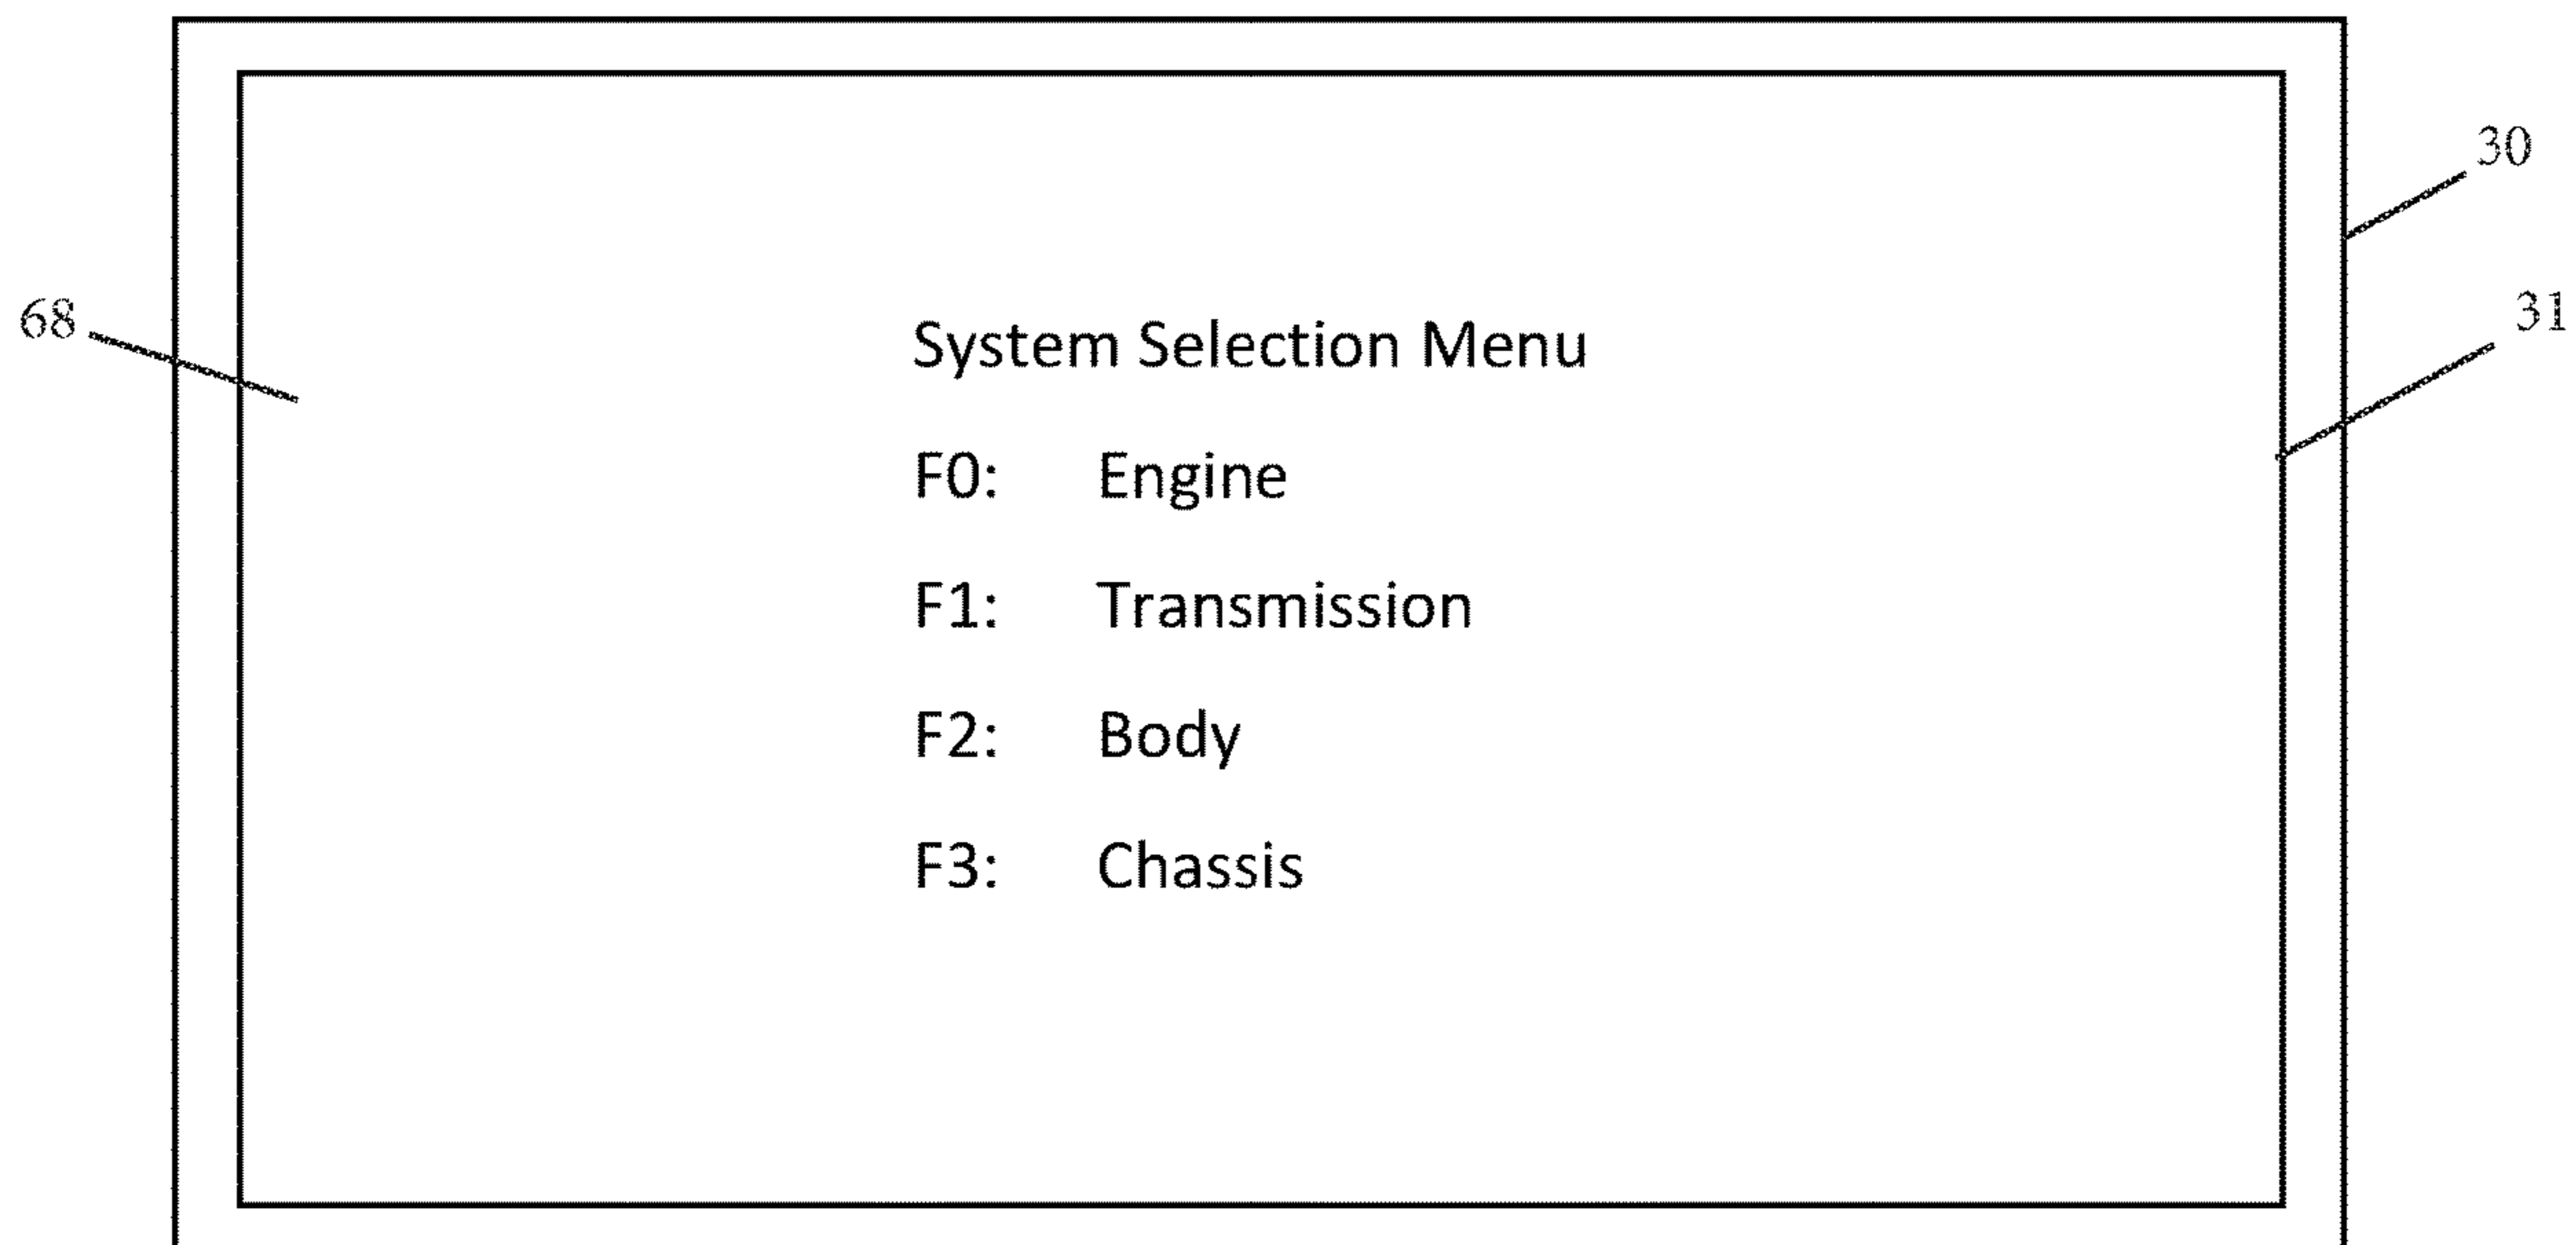 30
68
31
System Selection Menu
F0: Engine
F1: Transmission
F2: Body
F3: Chassis